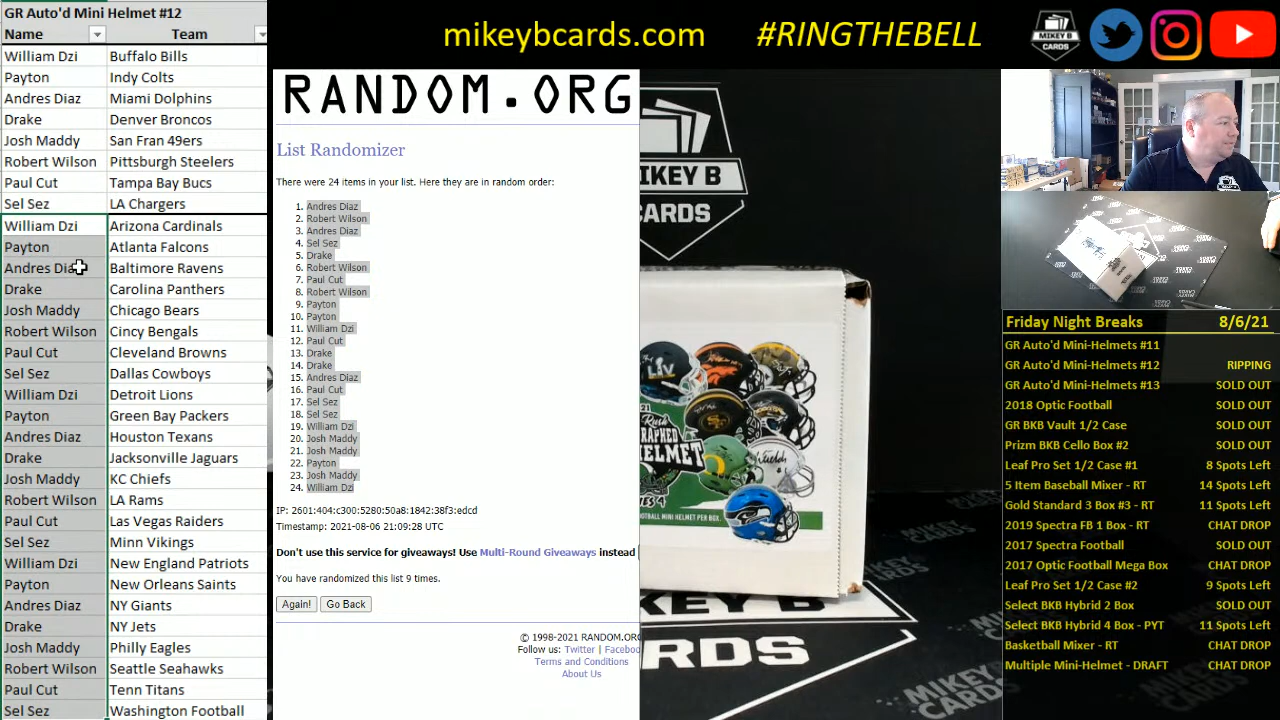 GR Auto'd Mini Helmet #12
Name Team
William Dzi Buffalo Bills
Payton Indy Colts
Andres Diaz Miami Dolphins
Drake Denver Broncos
Josh Maddy San Fran 49ers
Robert Wilson Pittsburgh Steelers
Paul Cut Tampa Bay Bucs
Sel Sez LA Chargers
William Dzi Arizona Cardinals
Payton Atlanta Falcons
Andres Diaz Baltimore Ravens
Drake Carolina Panthers
Josh Maddy Chicago Bears
Robert Wilson Cincy Bengals
Paul Cut Cleveland Browns
Sel Sez Dallas Cowboys
William Dzi Detroit Lions
Payton Green Bay Packers
Andres Diaz Houston Texans
Drake Jacksonville Jaguars
Josh Maddy KC Chiefs
Robert Wilson LA Rams
Paul Cut Las Vegas Raiders
Sel Sez Minn Vikings
William Dzi New England Patriots
Payton New Orleans Saints
Andres Diaz NY Giants
Drake NY Jets
Josh Maddy Philly Eagles
Robert Wilson Seattle Seahawks
Paul Cut Tenn Titans
Sel Sez Washington Football
mikeybcards.com #RINGTHEBELL
MIKEY B
CARDS
RANDOM.ORG
List Randomizer
There were 24 items in your list. Here they are in random order:
1. Andres Diaz
2. Robert Wilson
3. Andres Diaz
4. Sel Sez
5. Drake
6. Robert Wilson
7. Paul Cut
8. Robert Wilson
9. Payton
10. Payton
11. William Dzi
12. Paul Cut
13. Drake
14. Drake
15. Andres Diaz
16. Paul Cut
17. Sel Sez
18. Sel Sez
19. William Dzi
20. Josh Maddy
21. Josh Maddy
22. Payton
23. Josh Maddy
24. William Dzi
IP: 2601:404:c300:5280:50a8:1842:38f3:edcd
Timestamp: 2021-08-06 21:09:28 UTC
Don't use this service for giveaways! Use Multi-Round Giveaways instead
You have randomized this list 9 times.
Again! Go Back
© 1998-2021 RANDOM.ORG
Follow us: Twitter | Faceboo
Terms and Conditions
About Us
IKEY B
CARDS
LIV
HELMET
KEY B
RDS
Friday Night Breaks 8/6/21
GR Auto'd Mini-Helmets #11
GR Auto'd Mini-Helmets #12 RIPPING
GR Auto'd Mini-Helmets #13 SOLD OUT
2018 Optic Football SOLD OUT
GR BKB Vault 1/2 Case SOLD OUT
Prizm BKB Cello Box #2 SOLD OUT
Leaf Pro Set 1/2 Case #1 8 Spots Left
5 Item Baseball Mixer - RT 14 Spots Left
Gold Standard 3 Box #3 - RT 11 Spots Left
2019 Spectra FB 1 Box - RT CHAT DROP
2017 Spectra Football SOLD OUT
2017 Optic Football Mega Box CHAT DROP
Leaf Pro Set 1/2 Case #2 9 Spots Left
Select BKB Hybrid 2 Box SOLD OUT
Select BKB Hybrid 4 Box - PYT 11 Spots Left
Basketball Mixer - RT CHAT DROP
Multiple Mini-Helmet - DRAFT CHAT DROP